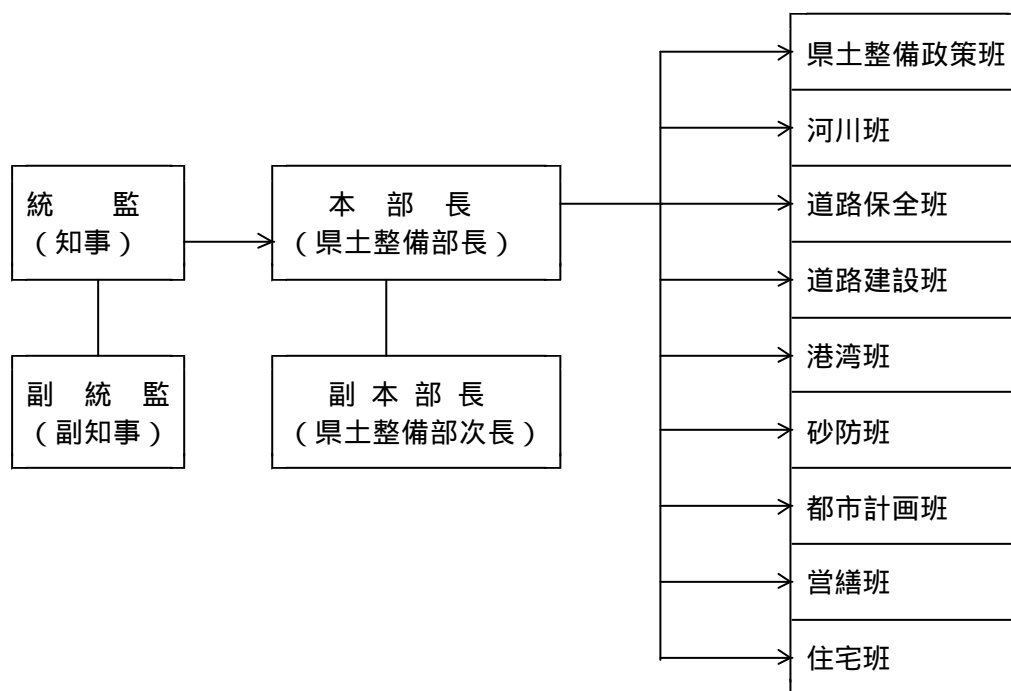 統　　監
（知事）
副　統　監
（副知事）
本　部　長
（県土整備部長）
副 本 部 長
（県土整備部次長）
県土整備政策班
河川班
道路保全班
道路建設班
港湾班
砂防班
都市計画班
営繕班
住宅班